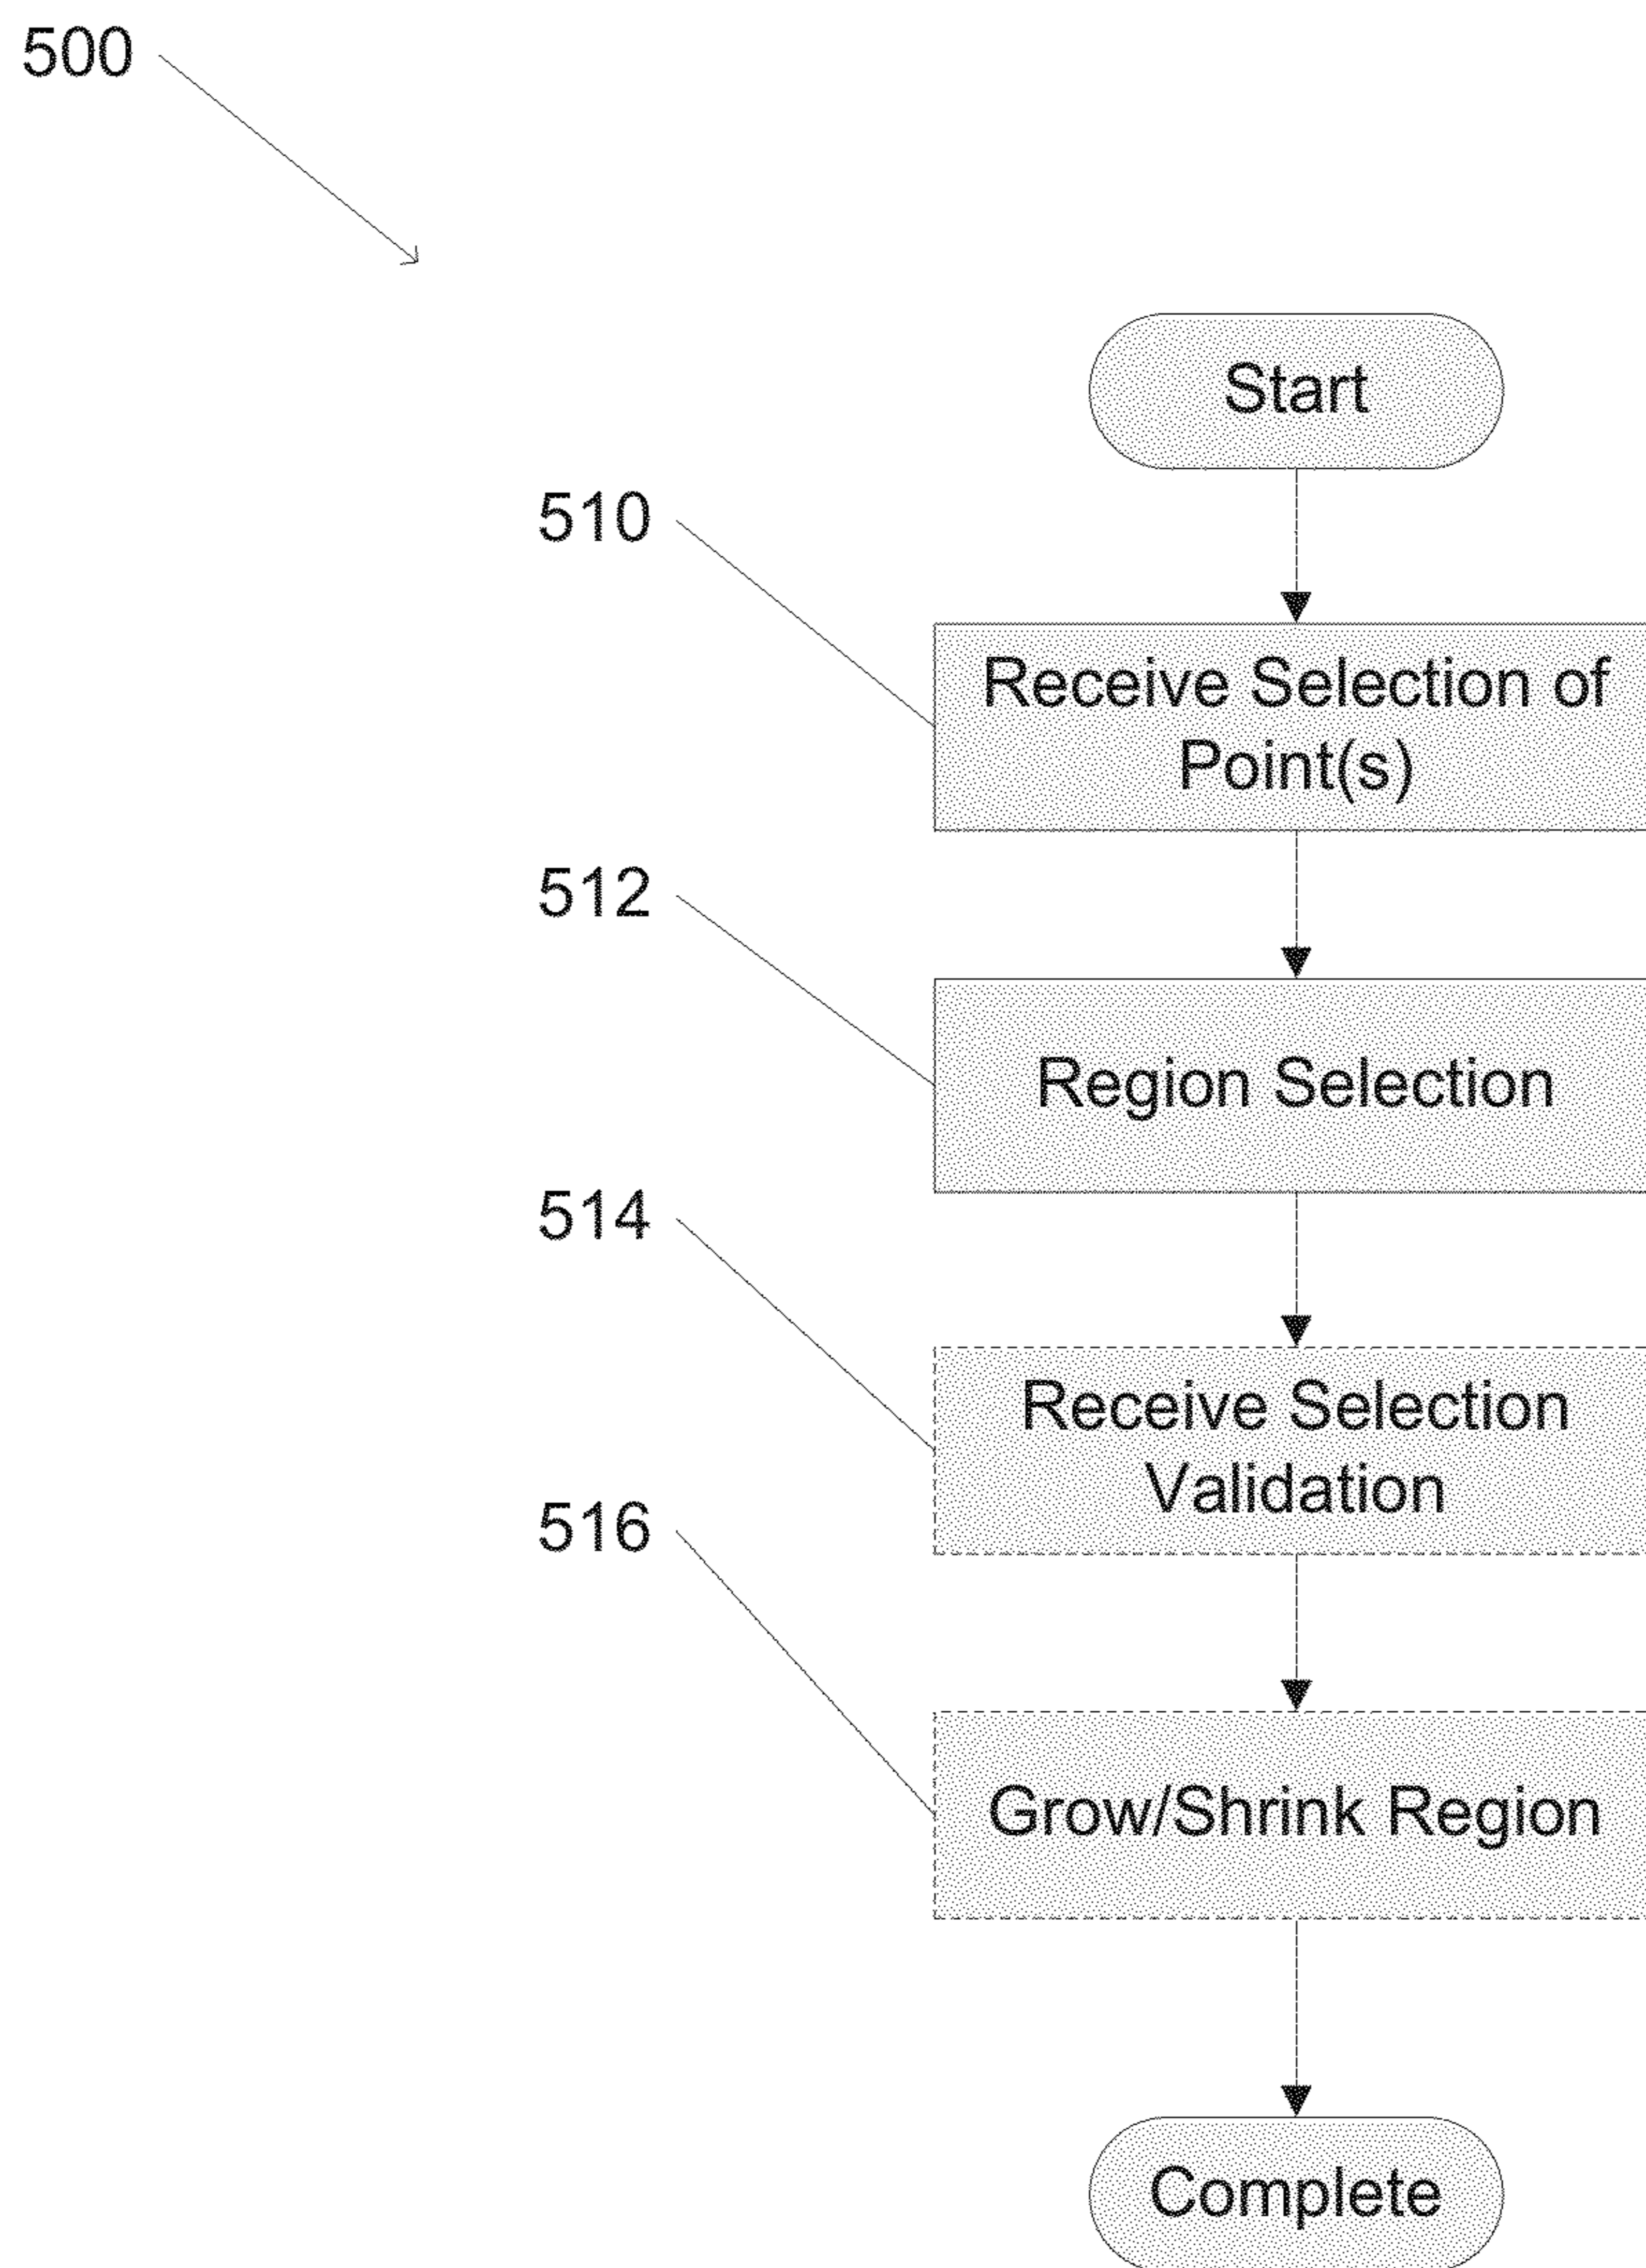 500
Start
510
Receive Selection of
Point(s)
512
Region Selection
514
Receive Selection
Validation
516
Grow/Shrink Region
Complete